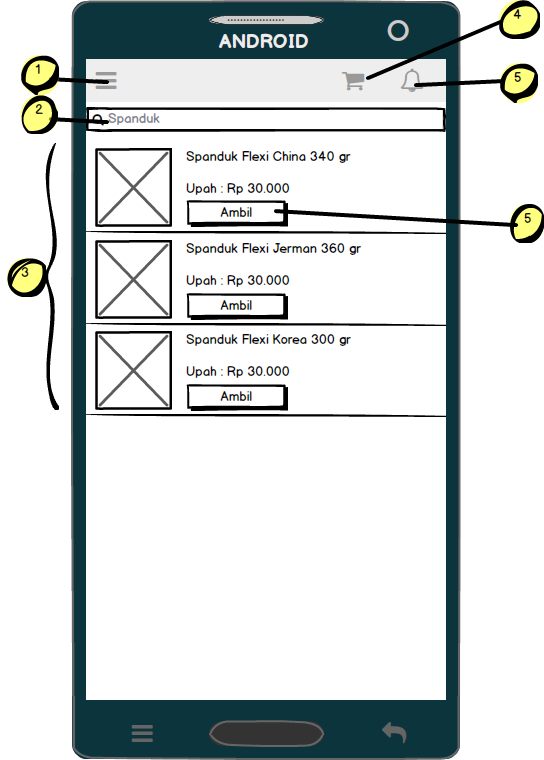 4
ANDROID
1
5
2
Spanduk
Spanduk Flexi China 340 gr
Upah : Rp 30.000
Ambil
5
3
Spanduk Flexi Jerman 360 gr
Upah : Rp 30.000
Ambil
Spanduk Flexi Korea 300 gr
Upah : Rp 30.000
Ambil